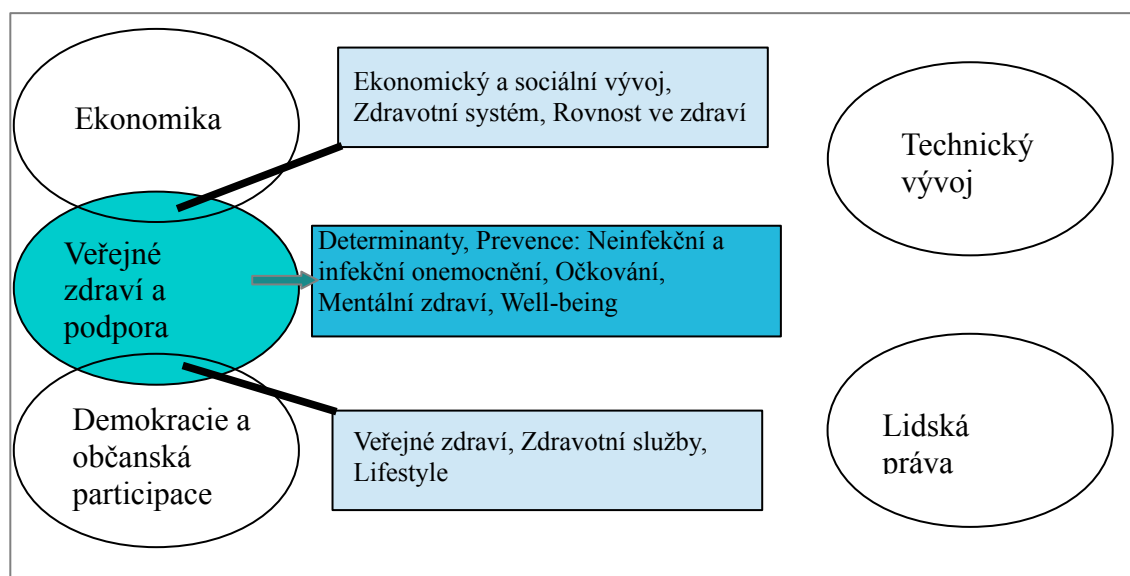 Ekonomika
Ekonomický a sociální vývoj,
Zdravotní systém, Rovnost ve zdraví
Technický
vývoj
Veřejné
zdraví a
podpora
Determinanty, Prevence: Neinfekční a
infekční onemocnění, Očkování,
Mentální zdraví, Well-being
Demokracie a
občanská
participace
Veřejné zdraví, Zdravotní služby,
Lifestyle
Lidská
práva